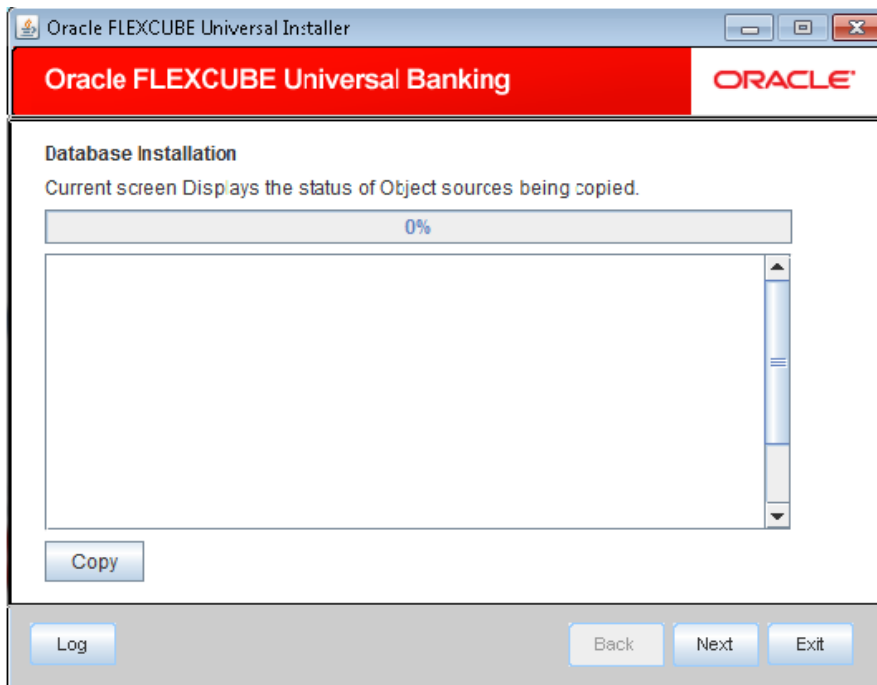 Oracle FLEXCUBE Universal Installer
Oracle FLEXCUBE Universal Banking
ORACLE
Database Installation
Current screen Displays the status of Object sources being copied.
0%
Copy
Log
Back
Next
Exit